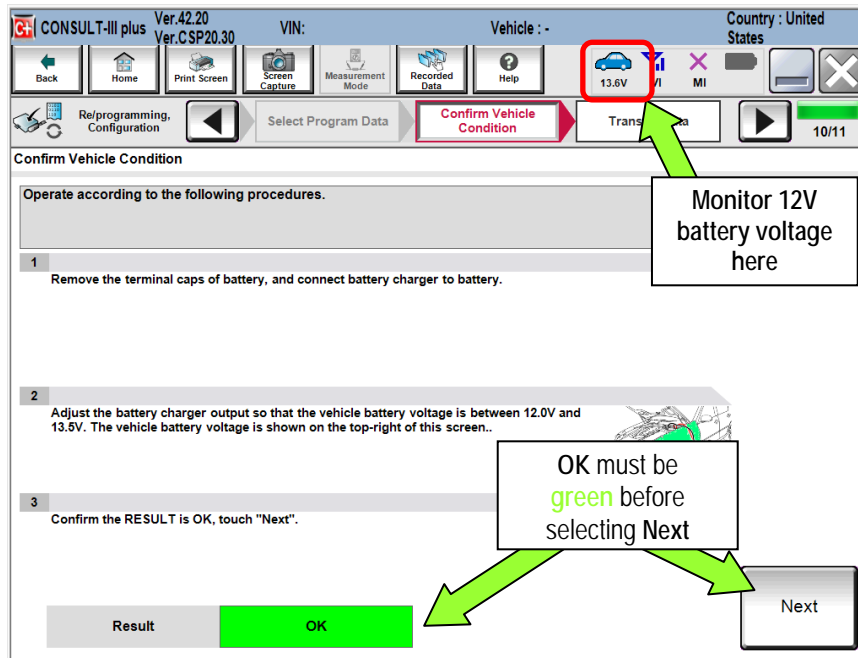 CONSULT-III plus
Ver.42.20
Ver.CSP20.30
VIN:
Vehicle : -
Country : United
States
Back
Home
Print Screen
Screen
Capture
Measurement
Mode
Recorded
Data
Help
13.6V
VI
MI
Re/programming,
Configuration
Select Program Data
Confirm Vehicle
Condition
10/11
Confirm Vehicle Condition
Operate according to the following procedures.
Monitor 12V
battery voltage
here
1
Remove the terminal caps of battery, and connect battery charger to battery.
2
Adjust the battery charger output so that the vehicle battery voltage is between 12.0V and
13.5V. The vehicle battery voltage is shown on the top-right of this screen..
OK must be
green before
selecting Next
3
Confirm the RESULT is OK, touch "Next".
Result
OK
Next